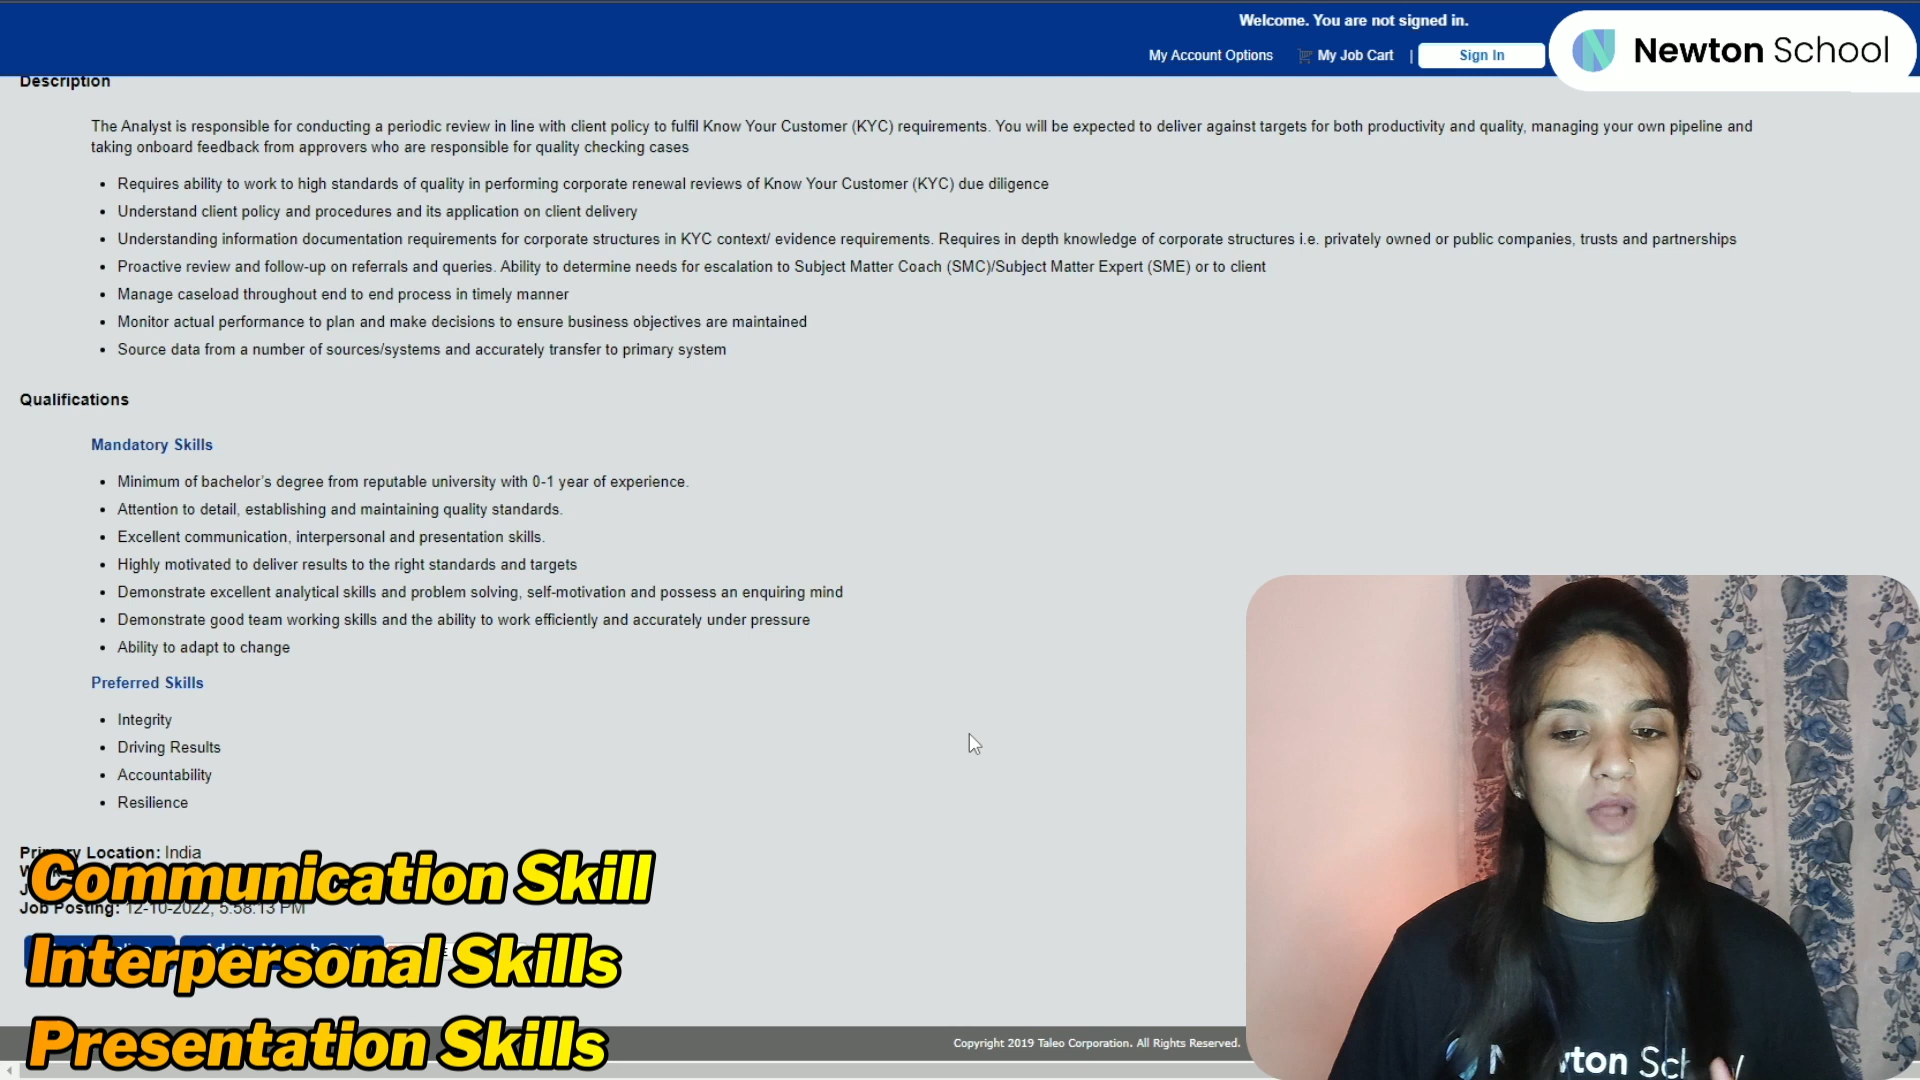 Welcome. You are not signed in.
My Account Options My Job Cart | Sign In
Newton School
Description
The Analyst is responsible for conducting a periodic review in line with client policy to fulfil Know Your Customer (KYC) requirements. You will be expected to deliver against targets for both productivity and quality, managing your own pipeline and
taking onboard feedback from approvers who are responsible for quality checking cases
• Requires ability to work to high standards of quality in performing corporate renewal reviews of Know Your Customer (KYC) due diligence
• Understand client policy and procedures and its application on client delivery
• Understanding information documentation requirements for corporate structures in KYC context/ evidence requirements. Requires in depth knowledge of corporate structures i.e. privately owned or public companies, trusts and partnerships
• Proactive review and follow-up on referrals and queries. Ability to determine needs for escalation to Subject Matter Coach (SMC)/Subject Matter Expert (SME) or to client
• Manage caseload throughout end to end process in timely manner
• Monitor actual performance to plan and make decisions to ensure business objectives are maintained
• Source data from a number of sources/systems and accurately transfer to primary system
Qualifications
Mandatory Skills
• Minimum of bachelor's degree from reputable university with 0-1 year of experience.
• Attention to detail, establishing and maintaining quality standards.
• Excellent communication, interpersonal and presentation skills.
• Highly motivated to deliver results to the right standards and targets
• Demonstrate excellent analytical skills and problem solving, self-motivation and possess an enquiring mind
• Demonstrate good team working skills and the ability to work efficiently and accurately under pressure
• Ability to adapt to change
Preferred Skills
• Integrity
• Driving Results
• Accountability
• Resilience
Primary Location: India
Communication Skill
Job Posting: 12-10-2022, 5:58:13 PM
Interpersonal Skills
Presentation Skills
Copyright 2019 Taleo Corporation. All Rights Reserved.